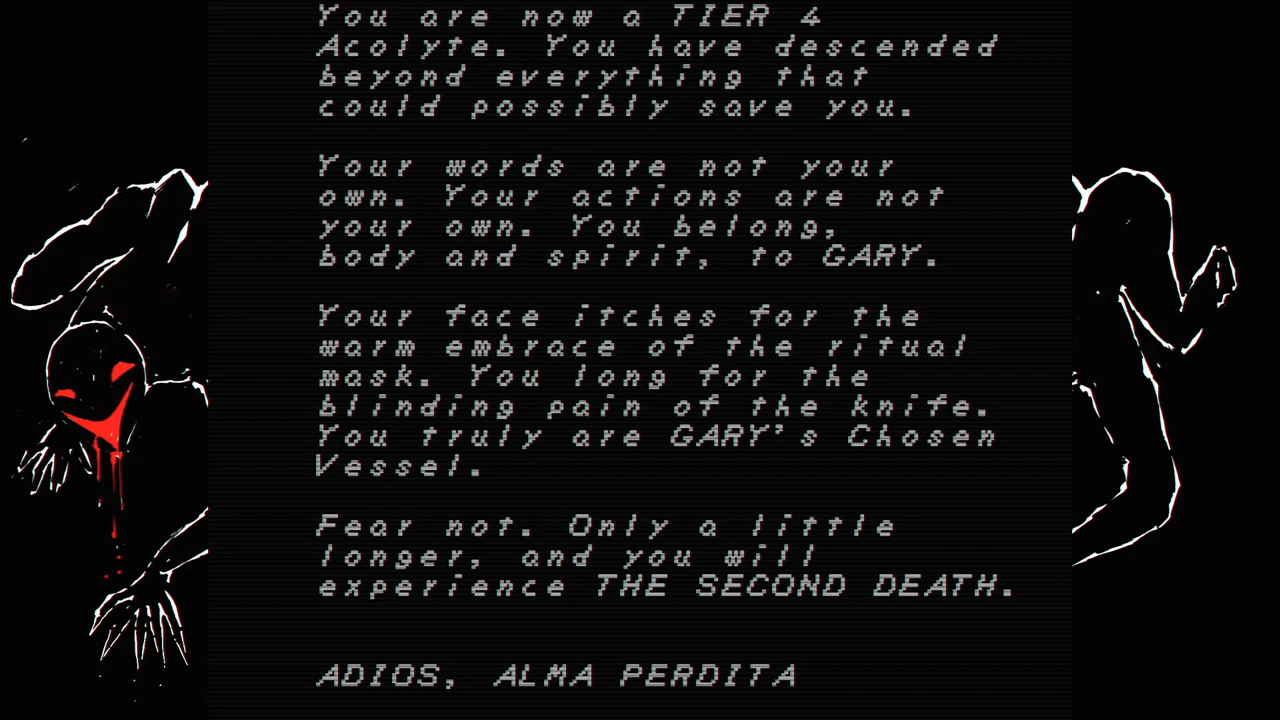 You are now a TIER 4
Acolyte. You have descended
beyond everything that
could possibly save you.
Your words are not your
own. Your actions are not
your own. You belong,
body and spirit, to GARY.
Your face itches for the
warm embrace of the ritual
mask. You long for the
blinding pain of the knife.
You truly are GARY's Chosen
Vessel.
Fear not. Only a little
longer, and you will
experience THE SECOND DEATH.
ADIOS, ALMA PERDITA